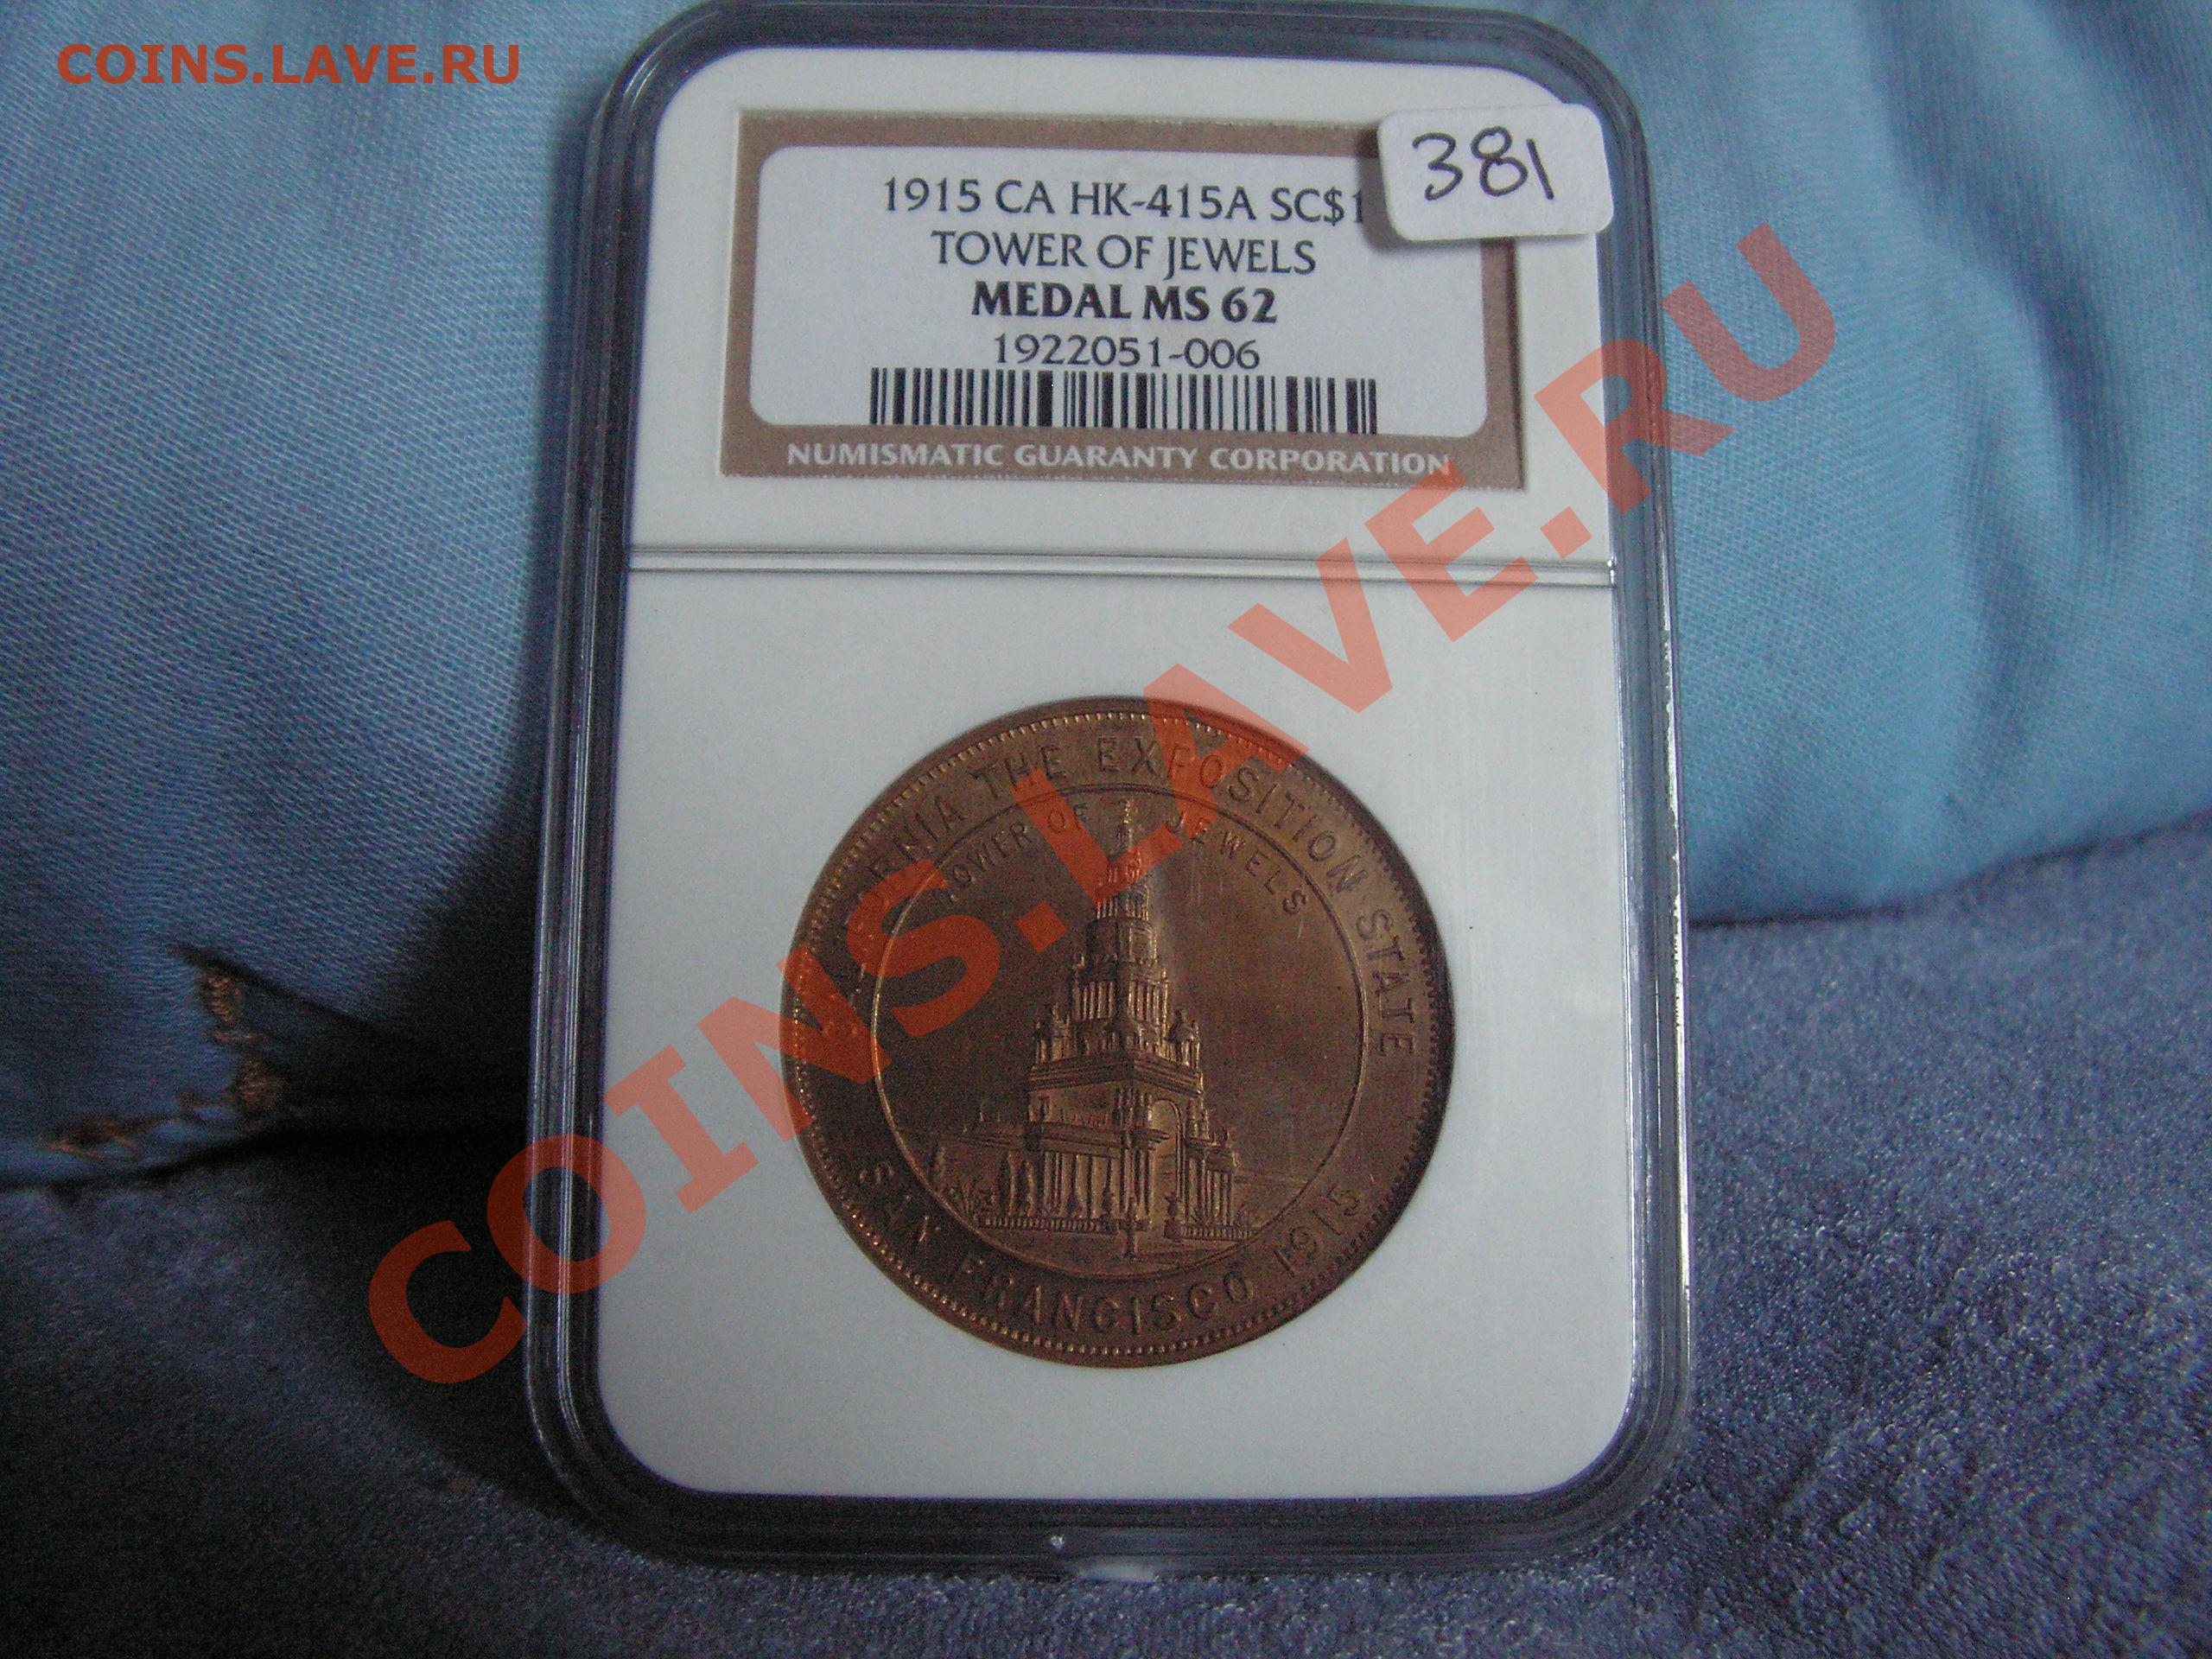 COINS.LAVE.RU
381
1915 CA HK-415A SC$1
TOWER OF JEWELS
MEDAL MS 62
1922051-006
NUMISMATIC GUARANTY CORPORATION
COINS.LAVE.RU
THE EXPOSITION STATE
TOWER OF JEWELS
SAN FRANCISCO 1915